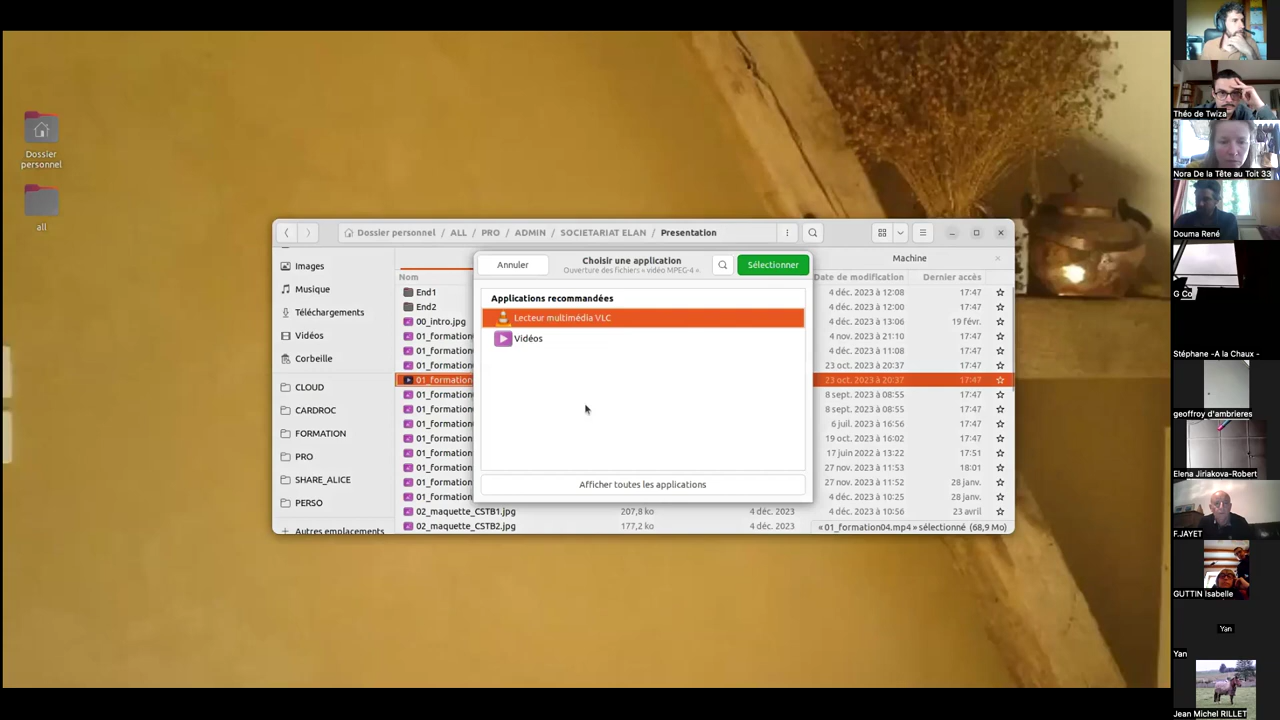 Dossier
personnel
all
Dossier personnel / ALL / PRO / ADMIN / SOCIETARIAT ELAN / Presentation
Images
Musique
Téléchargements
Vidéos
Corbeille
CLOUD
CARDROC
FORMATION
PRO
SHARE_ALICE
PERSO
Autres emplacements
Machine
Nom
Date de modification
Dernier accès
End1
4 déc. 2023 à 12:08
17:47
End2
4 déc. 2023 à 12:08
17:47
00_intro.jpg
4 déc. 2023 à 13:06
19 févr.
01_formation
4 nov. 2023 à 21:10
17:47
01_formation
4 déc. 2023 à 11:08
17:47
01_formation
23 oct. 2023 à 20:37
17:47
01_formation
23 oct. 2023 à 20:37
17:47
01_formation
8 sept. 2023 à 08:55
17:47
01_formation
8 sept. 2023 à 08:55
17:47
01_formation
6 juil. 2023 à 16:56
17:47
01_formation
19 oct. 2023 à 16:02
17:47
01_formation
17 juin 2022 à 13:22
17:51
01_formation
27 nov. 2023 à 11:53
18:01
01_formation
27 nov. 2023 à 11:52
28 janv.
01_formation
4 déc. 2023 à 10:25
28 janv.
02_maquette_CSTB1.jpg
207,8 ko
4 déc. 2023
4 déc. 2023 à 10:56
23 avril
02_maquette_CSTB2.jpg
177,2 ko
4 déc. 2023
« 01_formation04.mp4 » sélectionné (68,9 Mo)
Annuler
Choisir une application
Ouverture des fichiers « vidéo MPEG-4 ».
Sélectionner
Applications recommandées
Lecteur multimédia VLC
Vidéos
Afficher toutes les applications
Théo de Twiza
Nora De la Tête au Toit 33
Douma René
G Co
Stéphane -A la Chaux -
geoffroy d'ambrieres
Elena Jiriakova-Robert
F.JAYET
GUTTIN Isabelle
Yan
Yan
Jean Michel RILLET